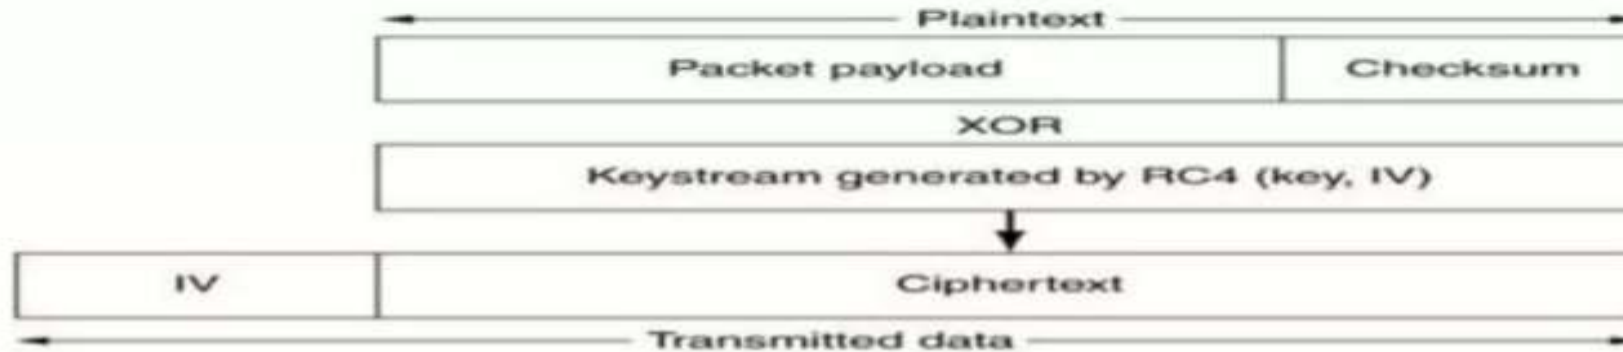 Plaintext
Packet payload Checksum
XOR
Keystream generated by RC4 (key, IV)
IV Ciphertext
Transmitted data